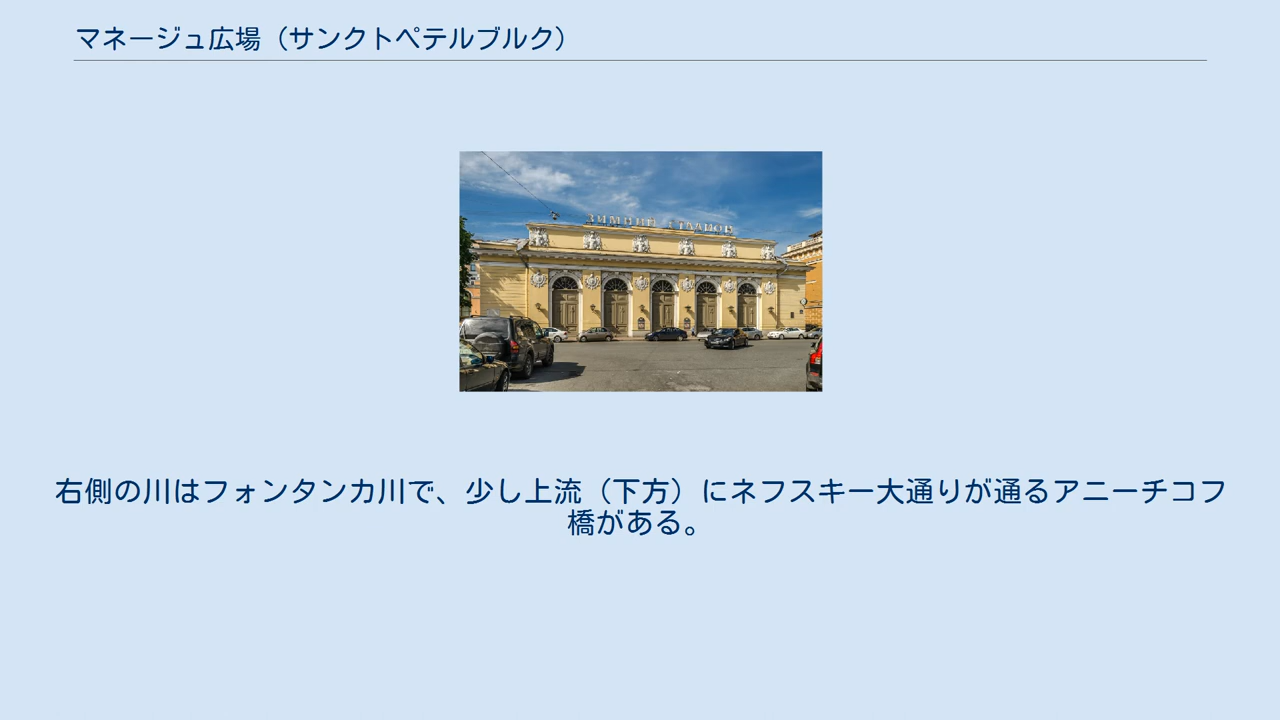 マネージュ広場（サンクトペテルブルク）
ЗИМНИЙ СТАДИОН
右側の川はフォンタンカ川で、少し上流（下方）にネフスキー大通りが通るアニーチコフ
橋がある。